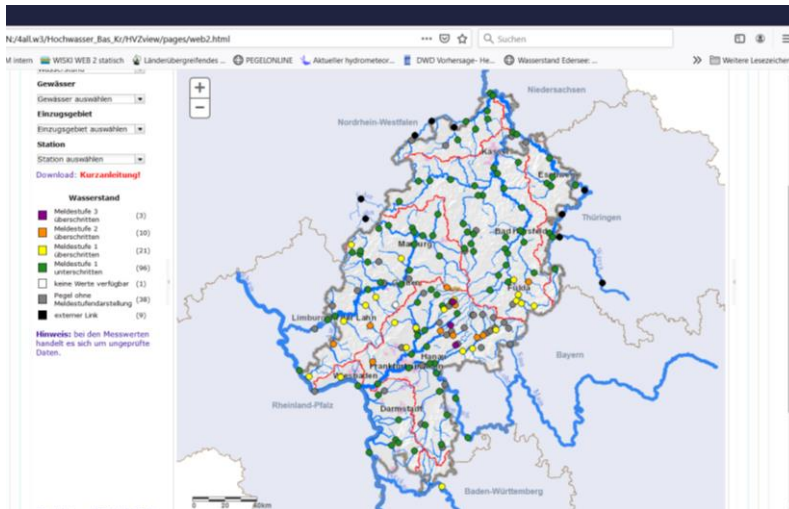 N:/4all.w3/Hochwasser_Bas_Kr/HVZview/pages/web2.html
Suchen
M intern
WISKI WEB 2 statisch
Länderübergreifendes ...
PEGELONLINE
Aktueller hydrometeor...
DWD Vorhersage- He...
Wasserstand Edersee: ...
Weitere Lesezeichen
Gewässer
Gewässer auswählen
Einzugsgebiet
Einzugsgebiet auswählen
Station
Station auswählen
Download: Kurzanleitung!
Wasserstand
Meldestufe 3
überschritten (3)
Meldestufe 2
überschritten (10)
Meldestufe 1
überschritten (21)
Meldestufe 1
unterschritten (96)
keine Werte verfügbar (1)
Pegel ohne
Meldestufendarstellung (38)
externer Link (9)
Hinweis: bei den Messwerten
handelt es sich um ungeprüfte
Daten.
+
−
Niedersachsen
Nordrhein-Westfalen
Thüringen
Marburg
Bad Hersfeld
Fulda
Limburg
Lahn
Hanau
Wiesbaden
Bayern
Rheinland-Pfalz
Darmstadt
Baden-Württemberg
0 20 40km